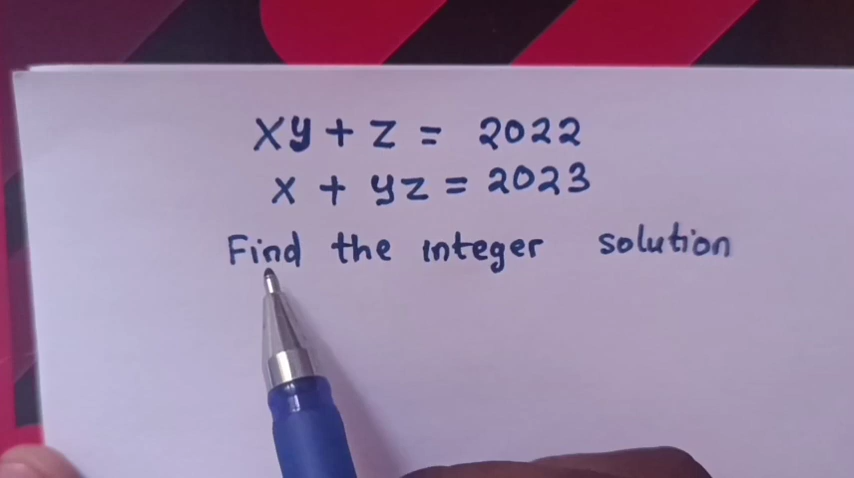 xy + z = 2022
x + yz = 2023
Find the integer solution